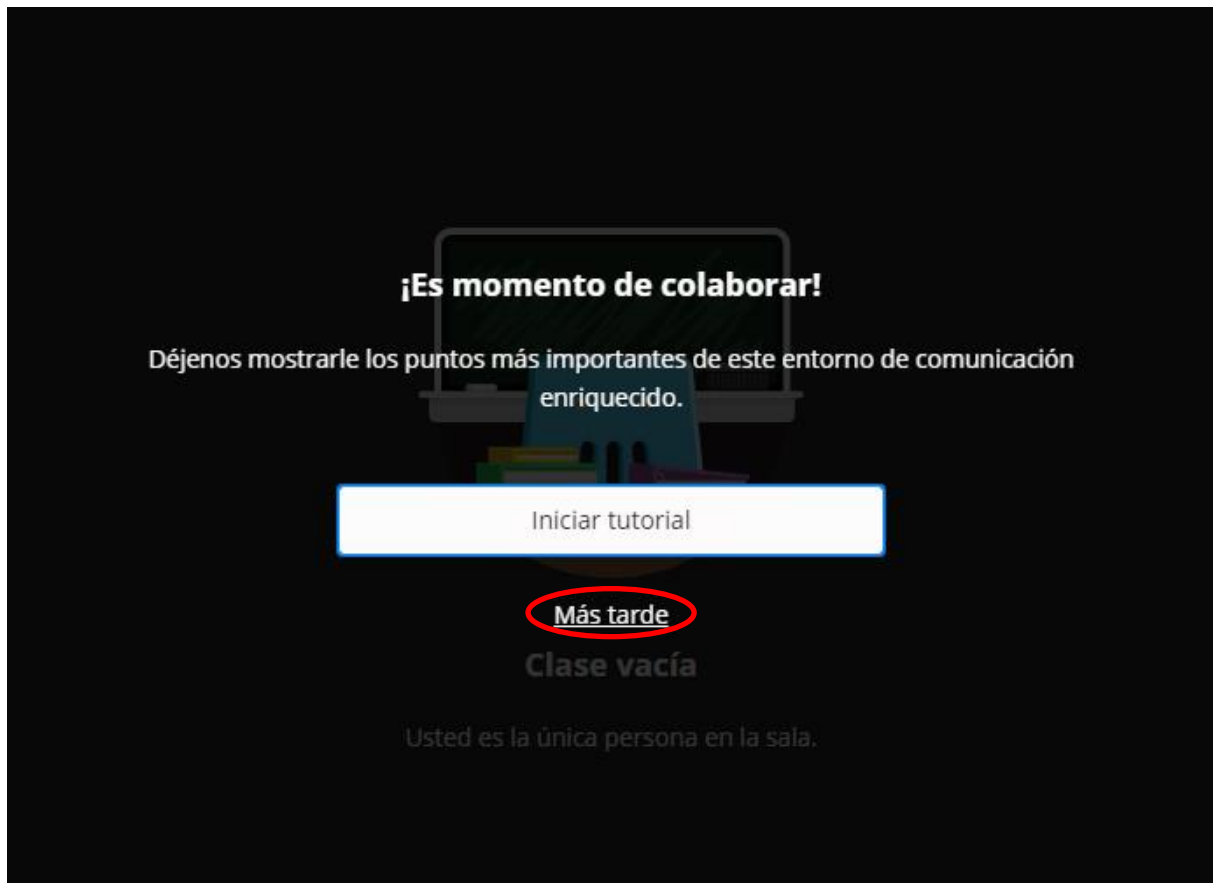 ¡Es momento de colaborar!
Déjenos mostrarle los puntos más importantes de este entorno de comunicación
enriquecido.
Iniciar tutorial
Más tarde
Clase vacía
Usted es la única persona en la sala.